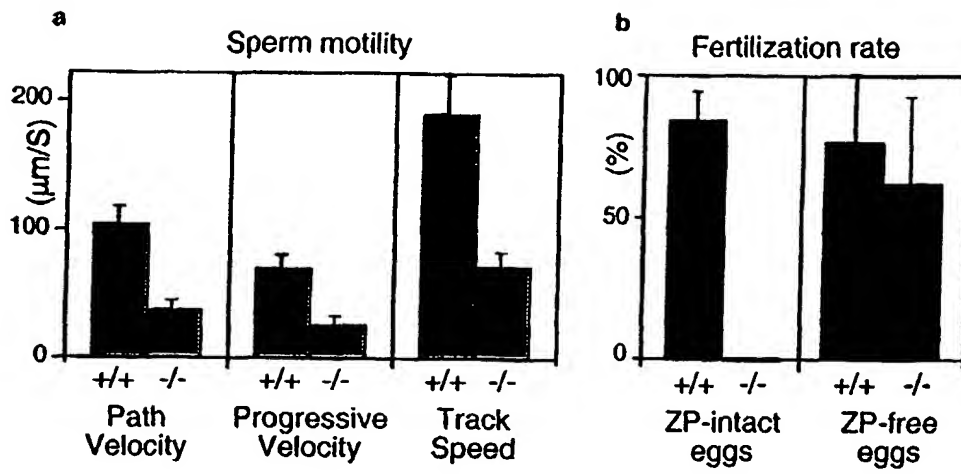 a
Sperm motility
(μm/S)
200
100
0
+/+ -/- +/+ -/- +/+ -/-
Path Velocity
Progressive Velocity
Track Speed
b
Fertilization rate
(%)
100
50
0
+/+ -/- +/+ -/-
ZP-intact eggs
ZP-free eggs